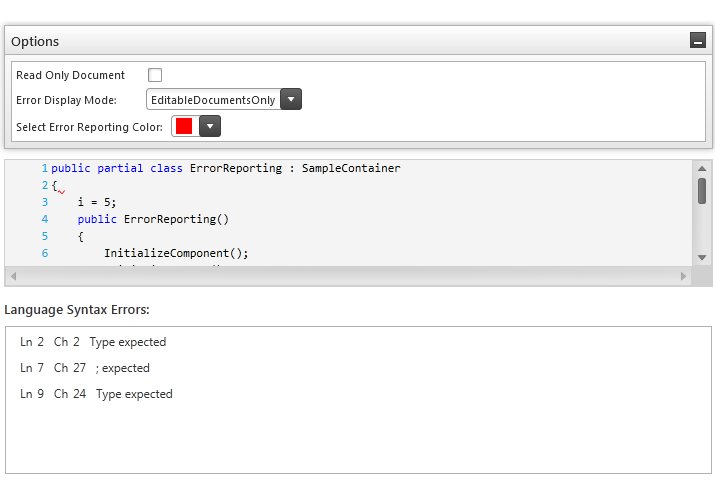 Options
Read Only Document
Error Display Mode: EditableDocumentsOnly
Select Error Reporting Color:
1 public partial class ErrorReporting : SampleContainer
2 {
3     i = 5;
4     public ErrorReporting()
5     {
6         InitializeComponent();
Language Syntax Errors:
Ln 2 Ch 2 Type expected
Ln 7 Ch 27 ; expected
Ln 9 Ch 24 Type expected